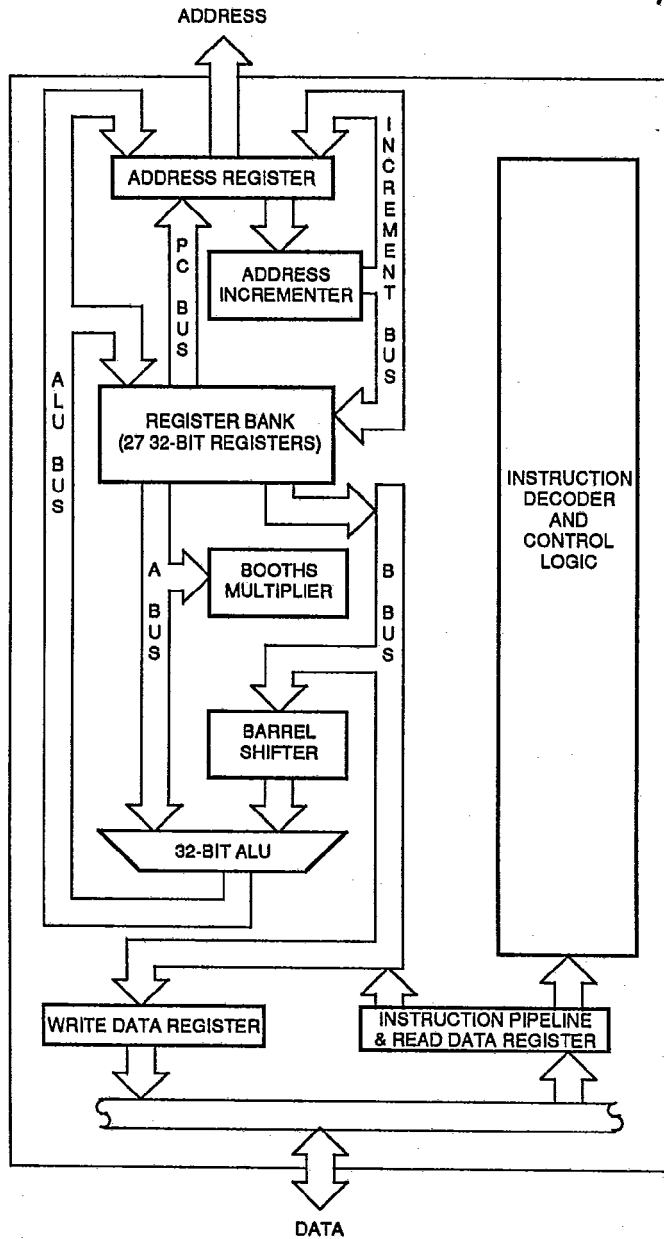 ADDRESS
ADDRESS REGISTER
INCREMENT BUS
PC BUS
ADDRESS
INCREMENTER
ALU BUS
REGISTER BANK
(27 32-BIT REGISTERS)
INSTRUCTION
DECODER
AND
CONTROL
LOGIC
A BUS
BOOTHS
MULTIPLIER
B BUS
BARREL
SHIFTER
32-BIT ALU
WRITE DATA REGISTER
INSTRUCTION PIPELINE
& READ DATA REGISTER
DATA